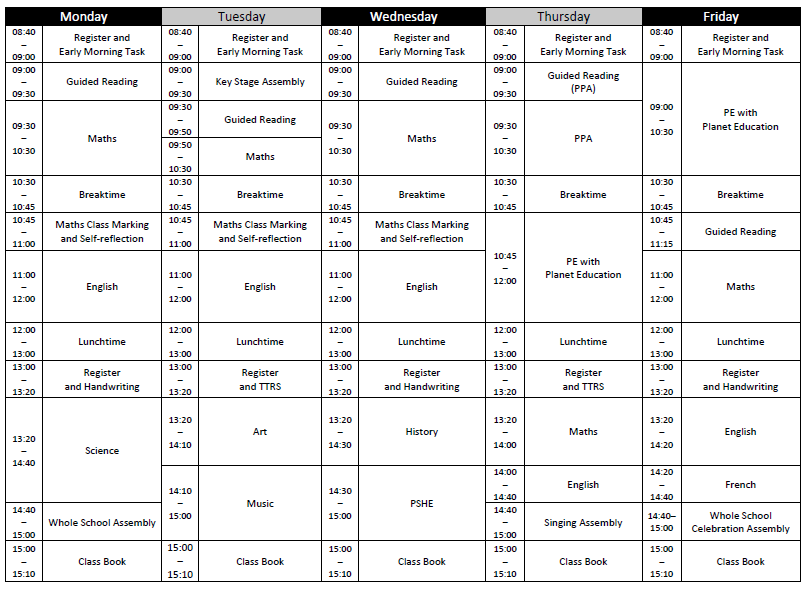 Monday
08:40
–
09:00
Register and
Early Morning Task
09:00
–
09:30
Guided Reading
09:30
–
10:30
Maths
10:30
–
10:45
Breaktime
10:45
–
11:00
Maths Class Marking
and Self-reflection
11:00
–
12:00
English
12:00
–
13:00
Lunchtime
13:00
–
13:20
Register
and Handwriting
13:20
–
14:40
Science
14:40
–
15:00
Whole School Assembly
15:00
–
15:10
Class Book
Tuesday
08:40
–
09:00
Register and
Early Morning Task
09:00
–
09:30
Key Stage Assembly
09:30
–
09:50
Guided Reading
09:50
–
10:30
Maths
10:30
–
10:45
Breaktime
10:45
–
11:00
Maths Class Marking
and Self-reflection
11:00
–
12:00
English
12:00
–
13:00
Lunchtime
13:00
–
13:20
Register
and TTRS
13:20
–
14:10
Art
14:10
–
15:00
Music
15:00
–
15:10
Class Book
Wednesday
08:40
–
09:00
Register and
Early Morning Task
09:00
–
09:30
Guided Reading
09:30
–
10:30
Maths
10:30
–
10:45
Breaktime
10:45
–
11:00
Maths Class Marking
and Self-reflection
11:00
–
12:00
English
12:00
–
13:00
Lunchtime
13:00
–
13:20
Register
and Handwriting
13:20
–
14:30
History
14:30
–
15:00
PSHE
15:00
–
15:10
Class Book
Thursday
08:40
–
09:00
Register and
Early Morning Task
09:00
–
09:30
Guided Reading
(PPA)
09:30
–
10:30
PPA
10:30
–
10:45
Breaktime
10:45
–
12:00
PE with
Planet Education
12:00
–
13:00
Lunchtime
13:00
–
13:20
Register
and TTRS
13:20
–
14:00
Maths
14:00
–
14:40
English
14:40
–
15:00
Singing Assembly
15:00
–
15:10
Class Book
Friday
08:40
–
09:00
Register and
Early Morning Task
09:00
–
10:30
PE with
Planet Education
10:30
–
10:45
Breaktime
10:45
–
11:15
Guided Reading
11:00
–
12:00
Maths
12:00
–
13:00
Lunchtime
13:00
–
13:20
Register
and Handwriting
13:20
–
14:20
English
14:20
–
14:40
French
14:40–
15:00
Whole School
Celebration Assembly
15:00
–
15:10
Class Book